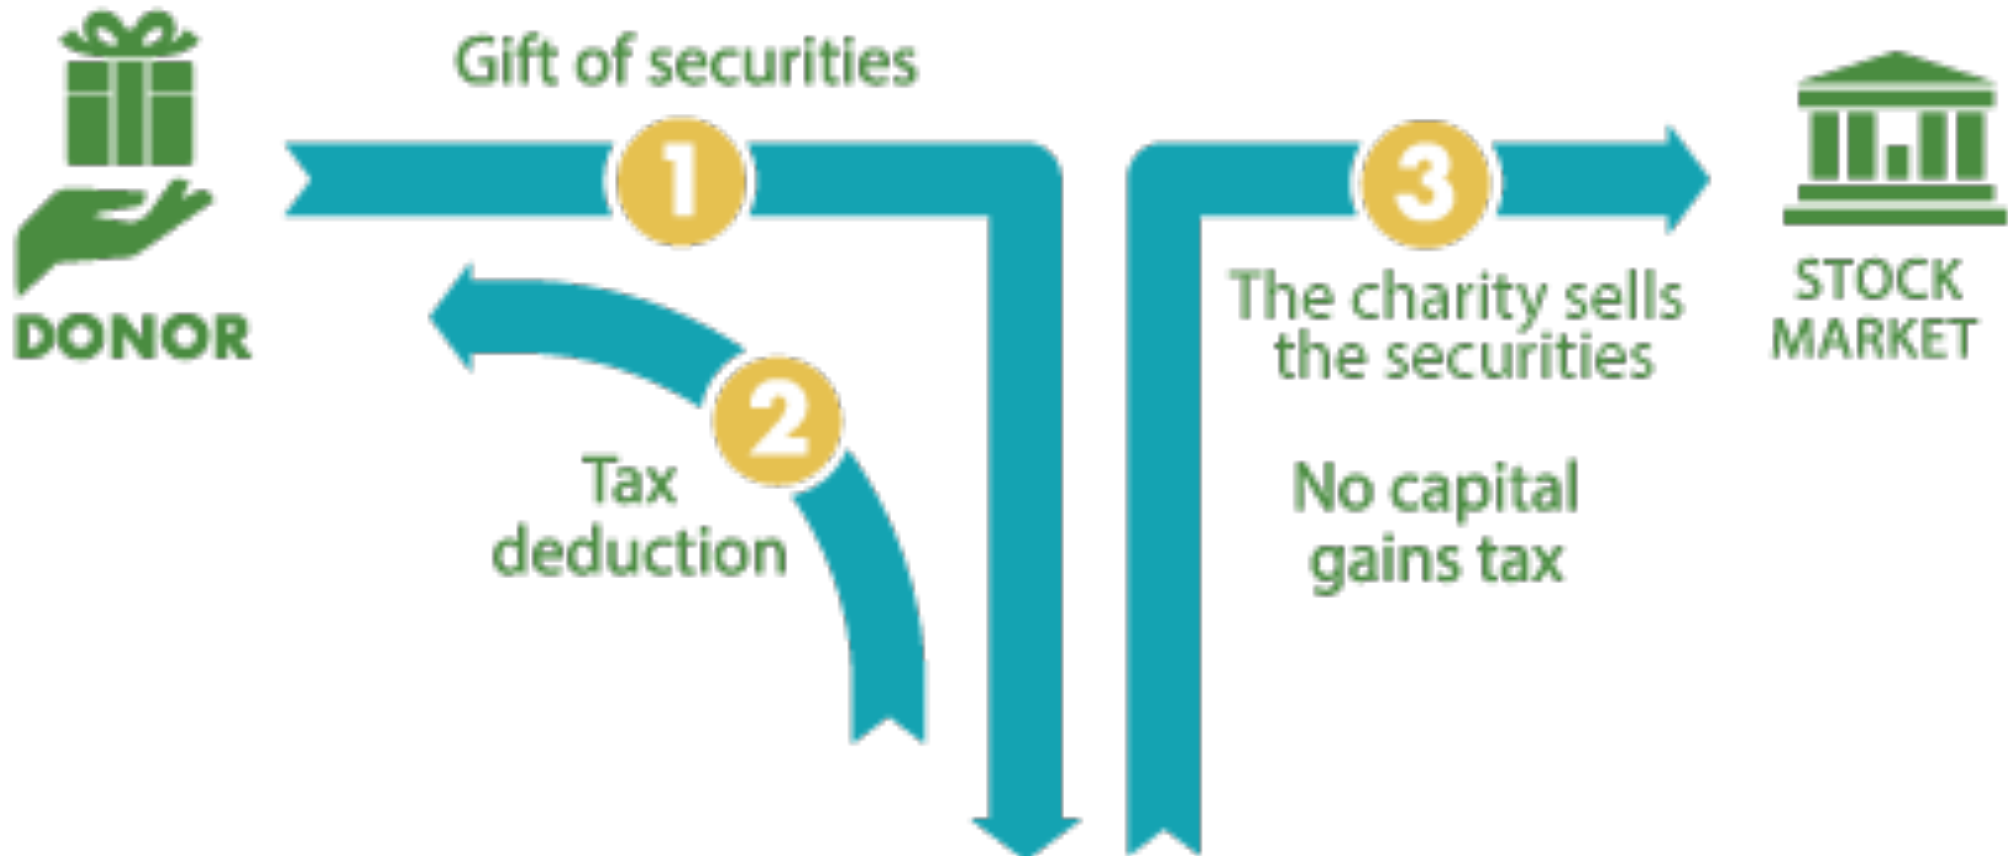 Gift of securities
1
3
DONOR
The charity sells
the securities
STOCK
MARKET
2
Tax
deduction
No capital
gains tax